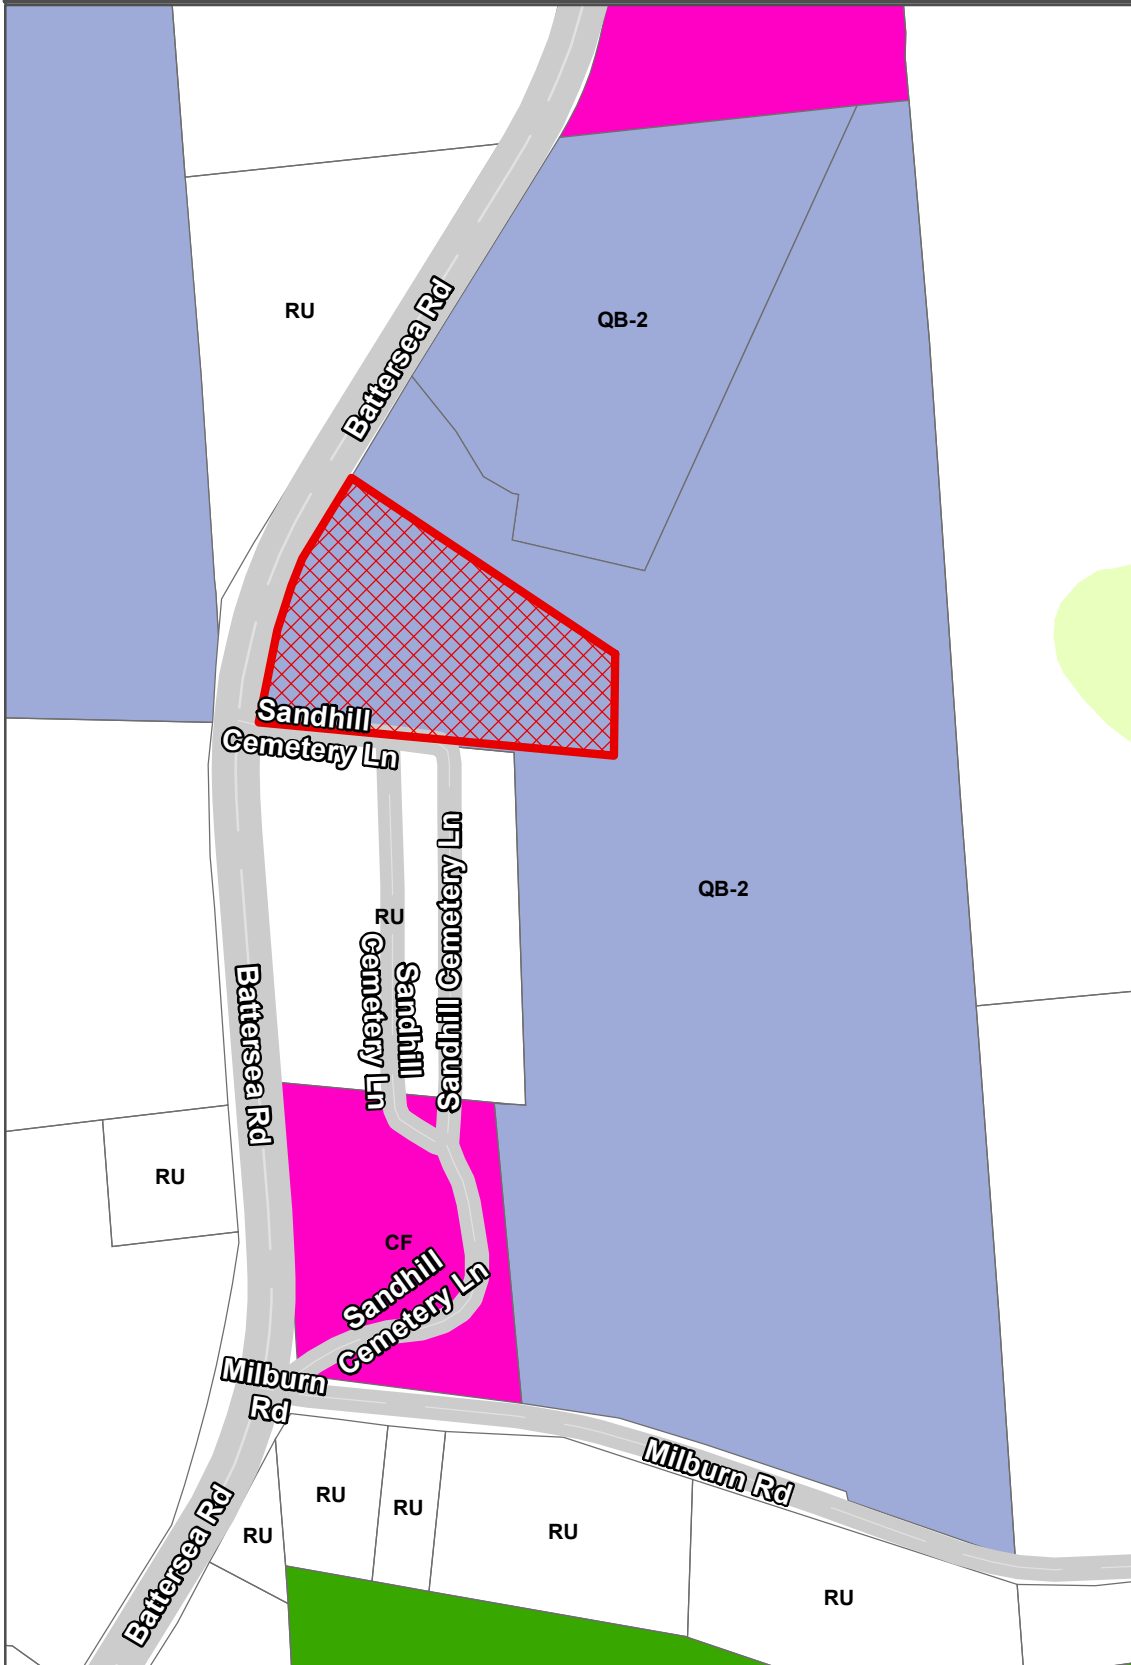 RU
QB-2
Battersea Rd
Sandhill
Cemetery Ln
QB-2
RU
Sandhill Cemetery Ln
Sandhill
Cemetery Ln
Battersea Rd
RU
CF
Sandhill
Cemetery Ln
Milburn
Rd
Milburn Rd
RU
RU
RU
RU
Battersea Rd
RU